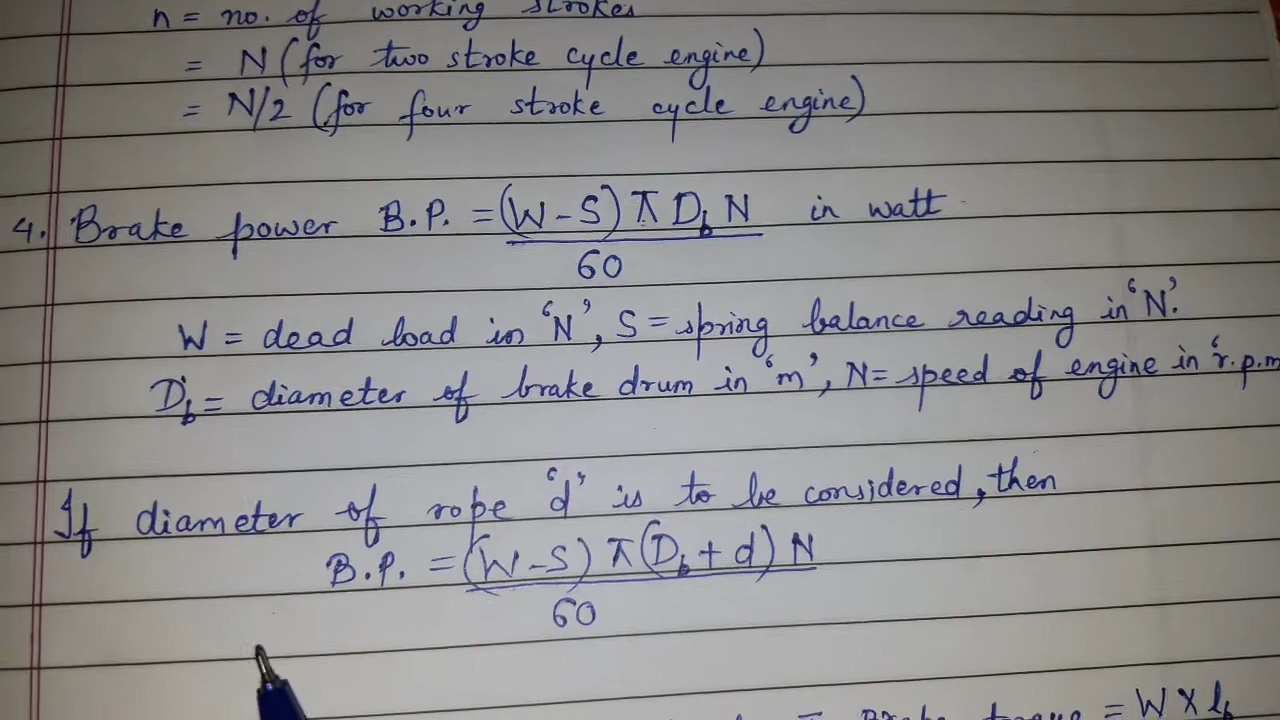 n = no. of working strokes
= N (for two stroke cycle engine)
= N/2 (for four stroke cycle engine)
4. Brake power B.P. = (W-S) π D_b N in watt
60
W = dead load in 'N', S = spring balance reading in 'N'.
D_b = diameter of brake drum in 'm', N = speed of engine in 'r.p.m
If diameter of rope 'd' is to be considered, then
B.P. = (W-S) π (D_b + d) N
60
= W X l_b